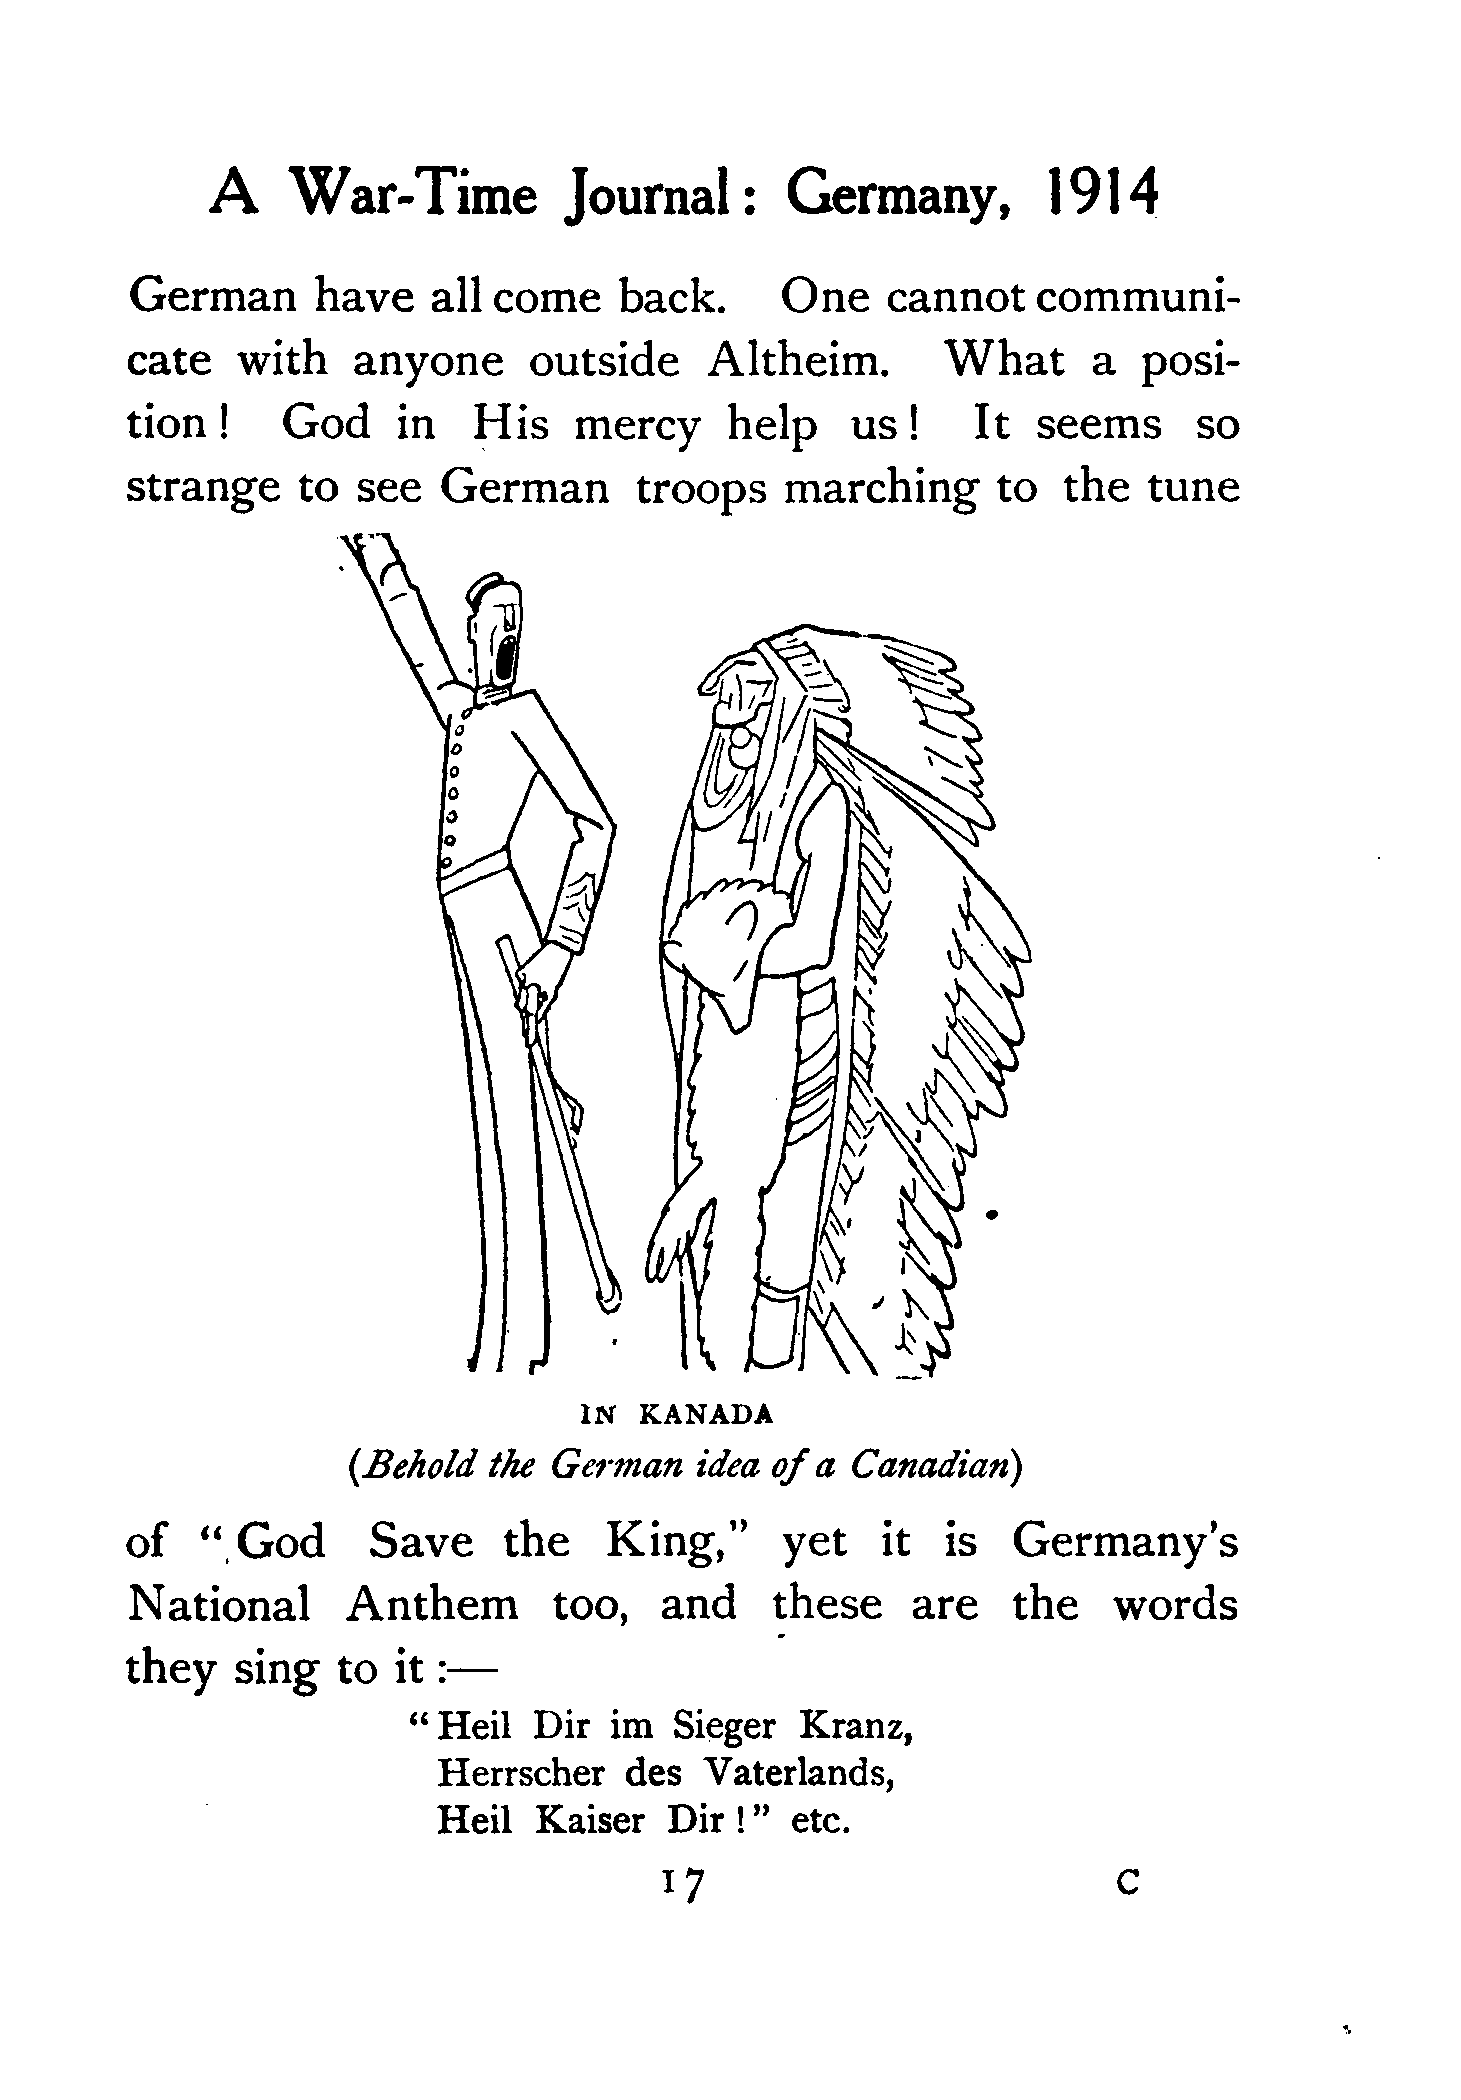 A War-Time Journal: Germany, 1914
German have all come back. One cannot communi-
cate with anyone outside Altheim. What a posi-
tion! God in His mercy help us! It seems so
strange to see German troops marching to the tune
IN KANADA
(Behold the German idea of a Canadian)
of "God Save the King," yet it is Germany's
National Anthem too, and these are the words
they sing to it:—
"Heil Dir im Sieger Kranz,
Herrscher des Vaterlands,
Heil Kaiser Dir!" etc.
17 C